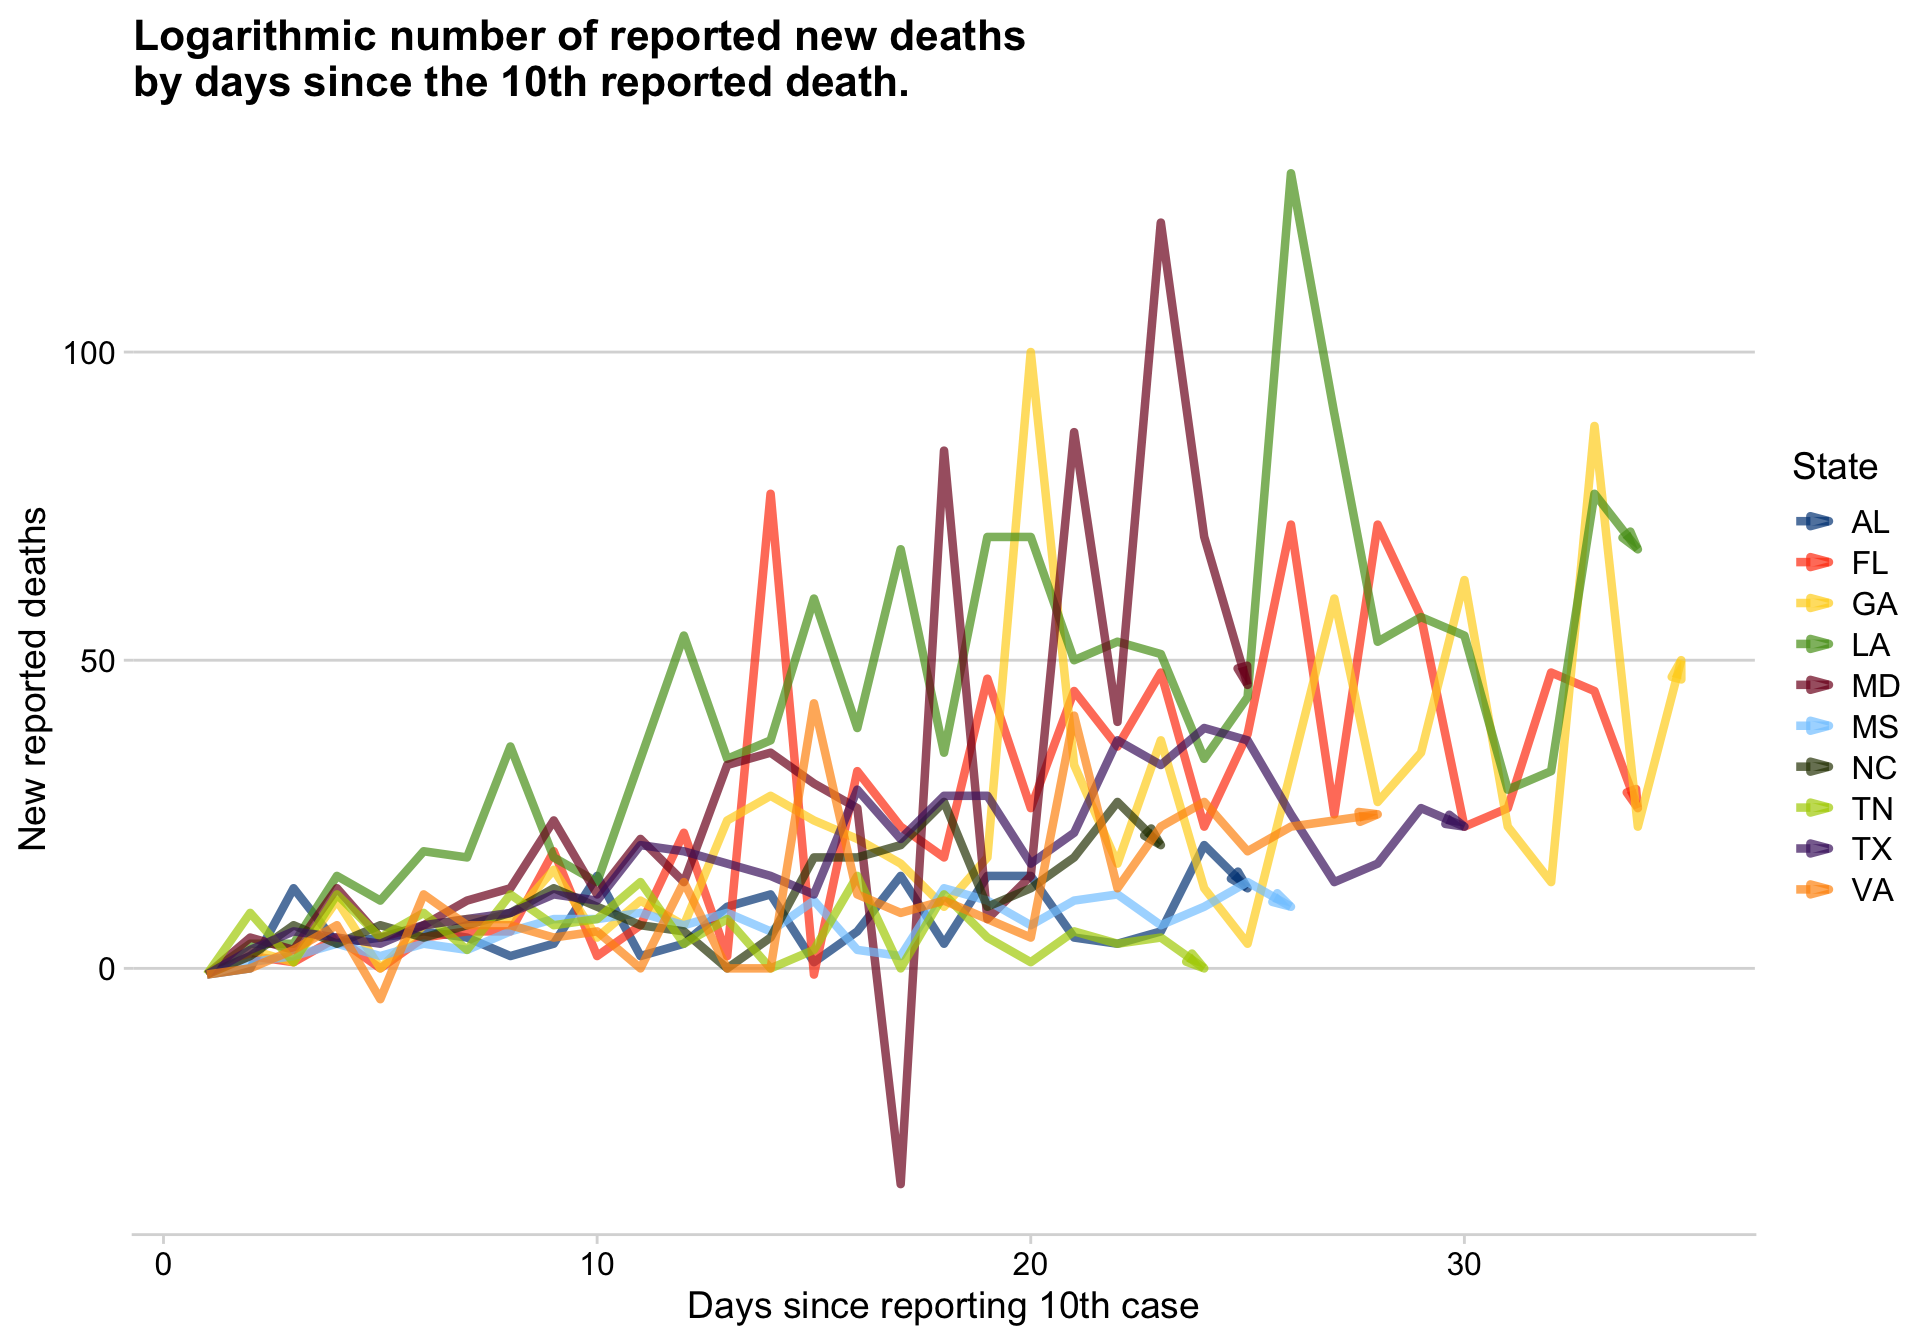 Logarithmic number of reported new deaths
by days since the 10th reported death.
New reported deaths
100
50
0
0
10
20
30
Days since reporting 10th case
State
AL
FL
GA
LA
MD
MS
NC
TN
TX
VA